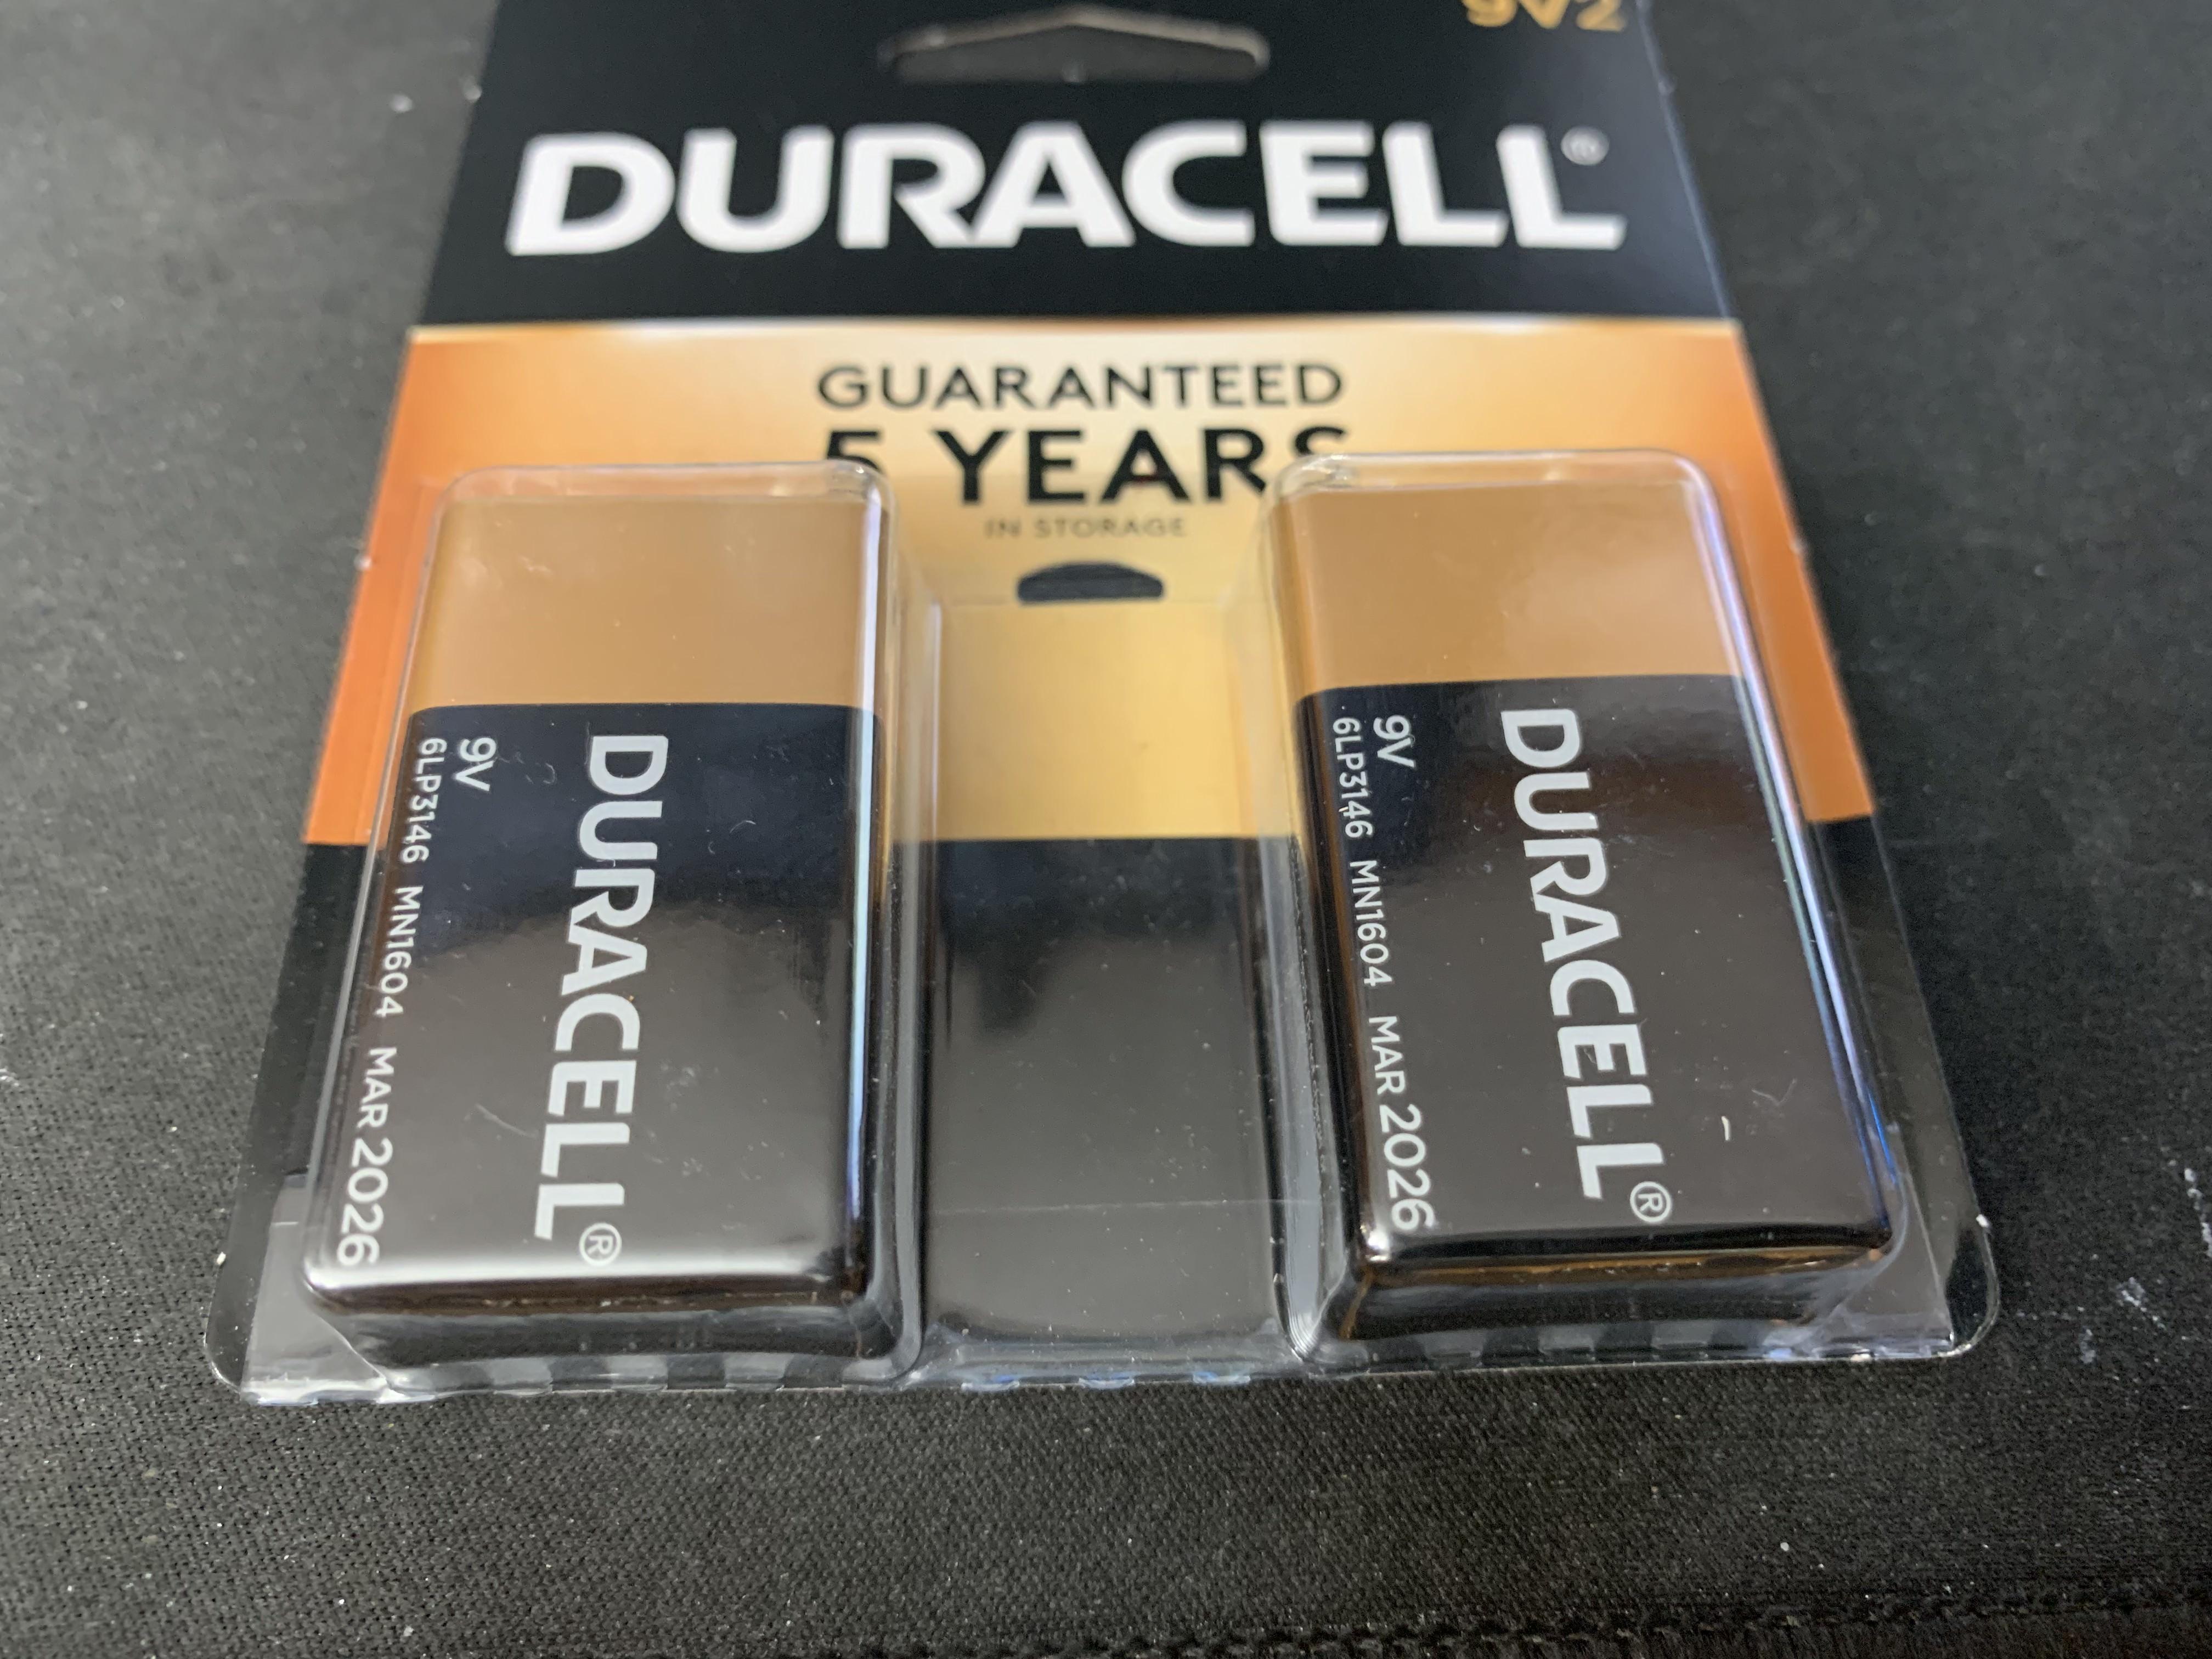 9V2
DURACELL®
GUARANTEED
5 YEARS
IN STORAGE
DURACELL®
9V
6LP3146 MN1604 MAR 2026
DURACELL®
9V
6LP3146 MN1604 MAR 2026